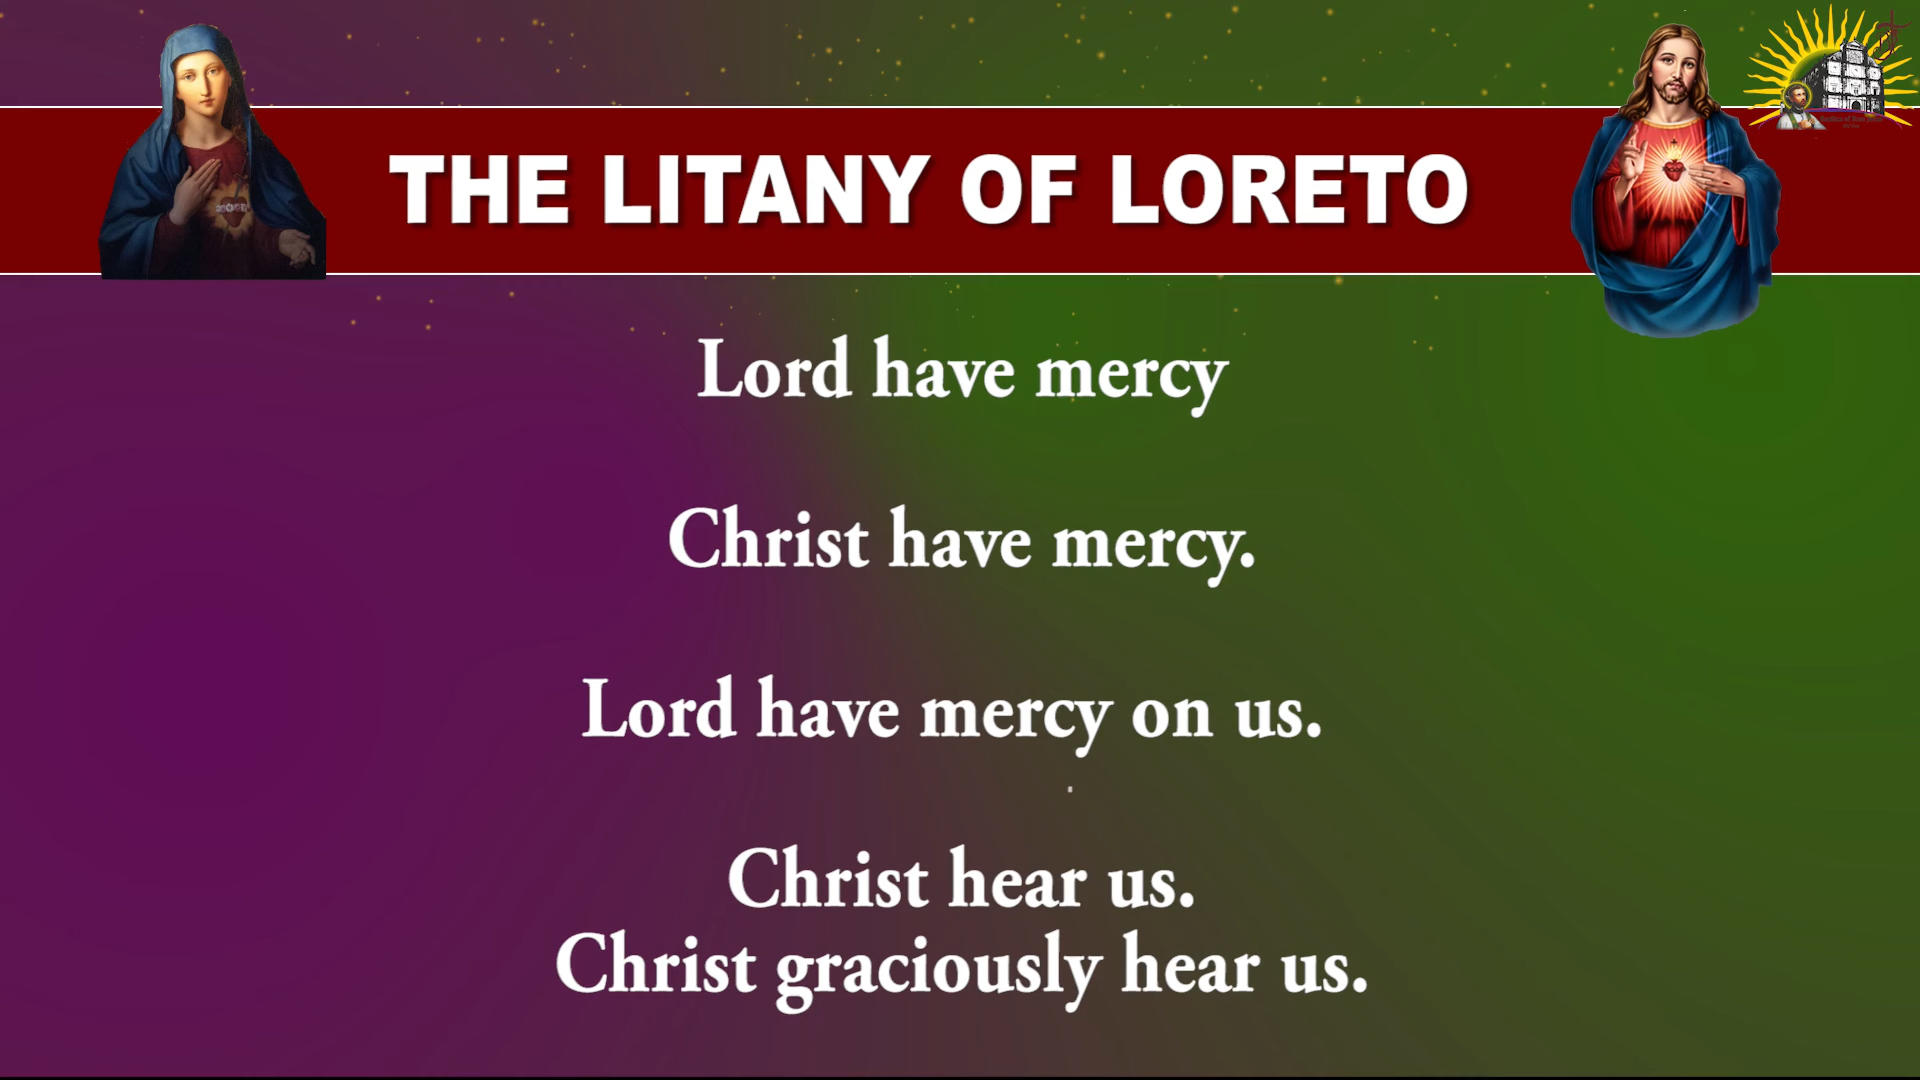 THE LITANY OF LORETO
Lord have mercy
Christ have mercy.
Lord have mercy on us.
Christ hear us.
Christ graciously hear us.